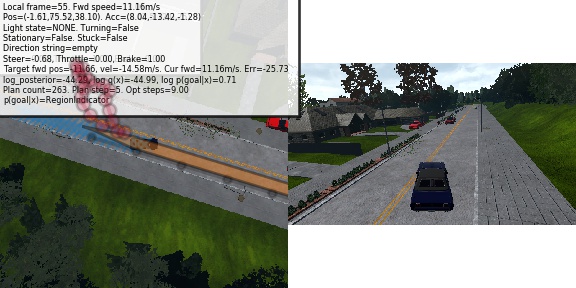 Local frame=55. Fwd speed=11.16m/s
Pos=(-1.61,75.52,38.10). Acc=(8.04,-13.42,-1.28)
Light state=NONE. Turning=False
Stationary=False. Stuck=False
Direction string=empty
Steer=-0.68, Throttle=0.00, Brake=1.00
Target fwd pos=-11.66, vel=-14.58m/s. Cur fwd=11.16m/s. Err=-25.73
log_posterior=-44.29, log q(x)=-44.99, log p(goal|x)=0.71
Plan count=263. Plan step=5. Opt steps=9.00
p(goal|x)=RegionIndicator